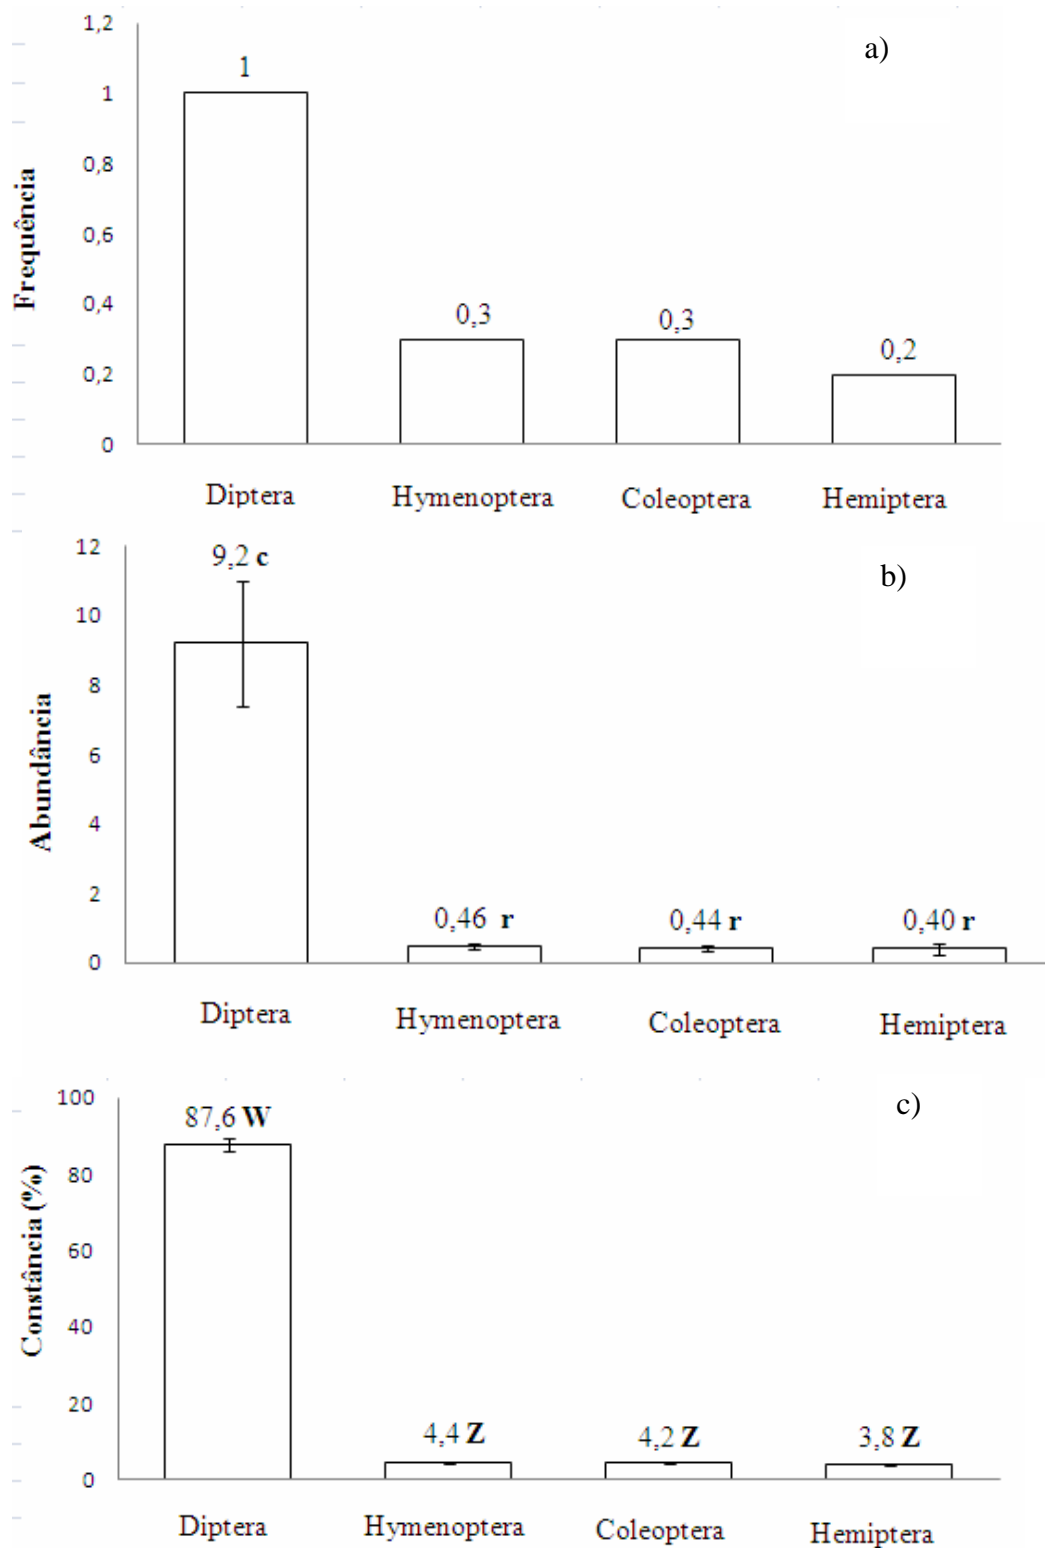 a)
Frequência
1,2
1
0,8
0,6
0,4
0,2
0
1
0,3
0,3
0,2
Diptera Hymenoptera Coleoptera Hemiptera
b)
Abundância
12
10
8
6
4
2
0
9,2 c
0,46 r
0,44 r
0,40 r
Diptera Hymenoptera Coleoptera Hemiptera
c)
Constância (%)
100
80
60
40
20
0
87,6 W
4,4 Z
4,2 Z
3,8 Z
Diptera Hymenoptera Coleoptera Hemiptera